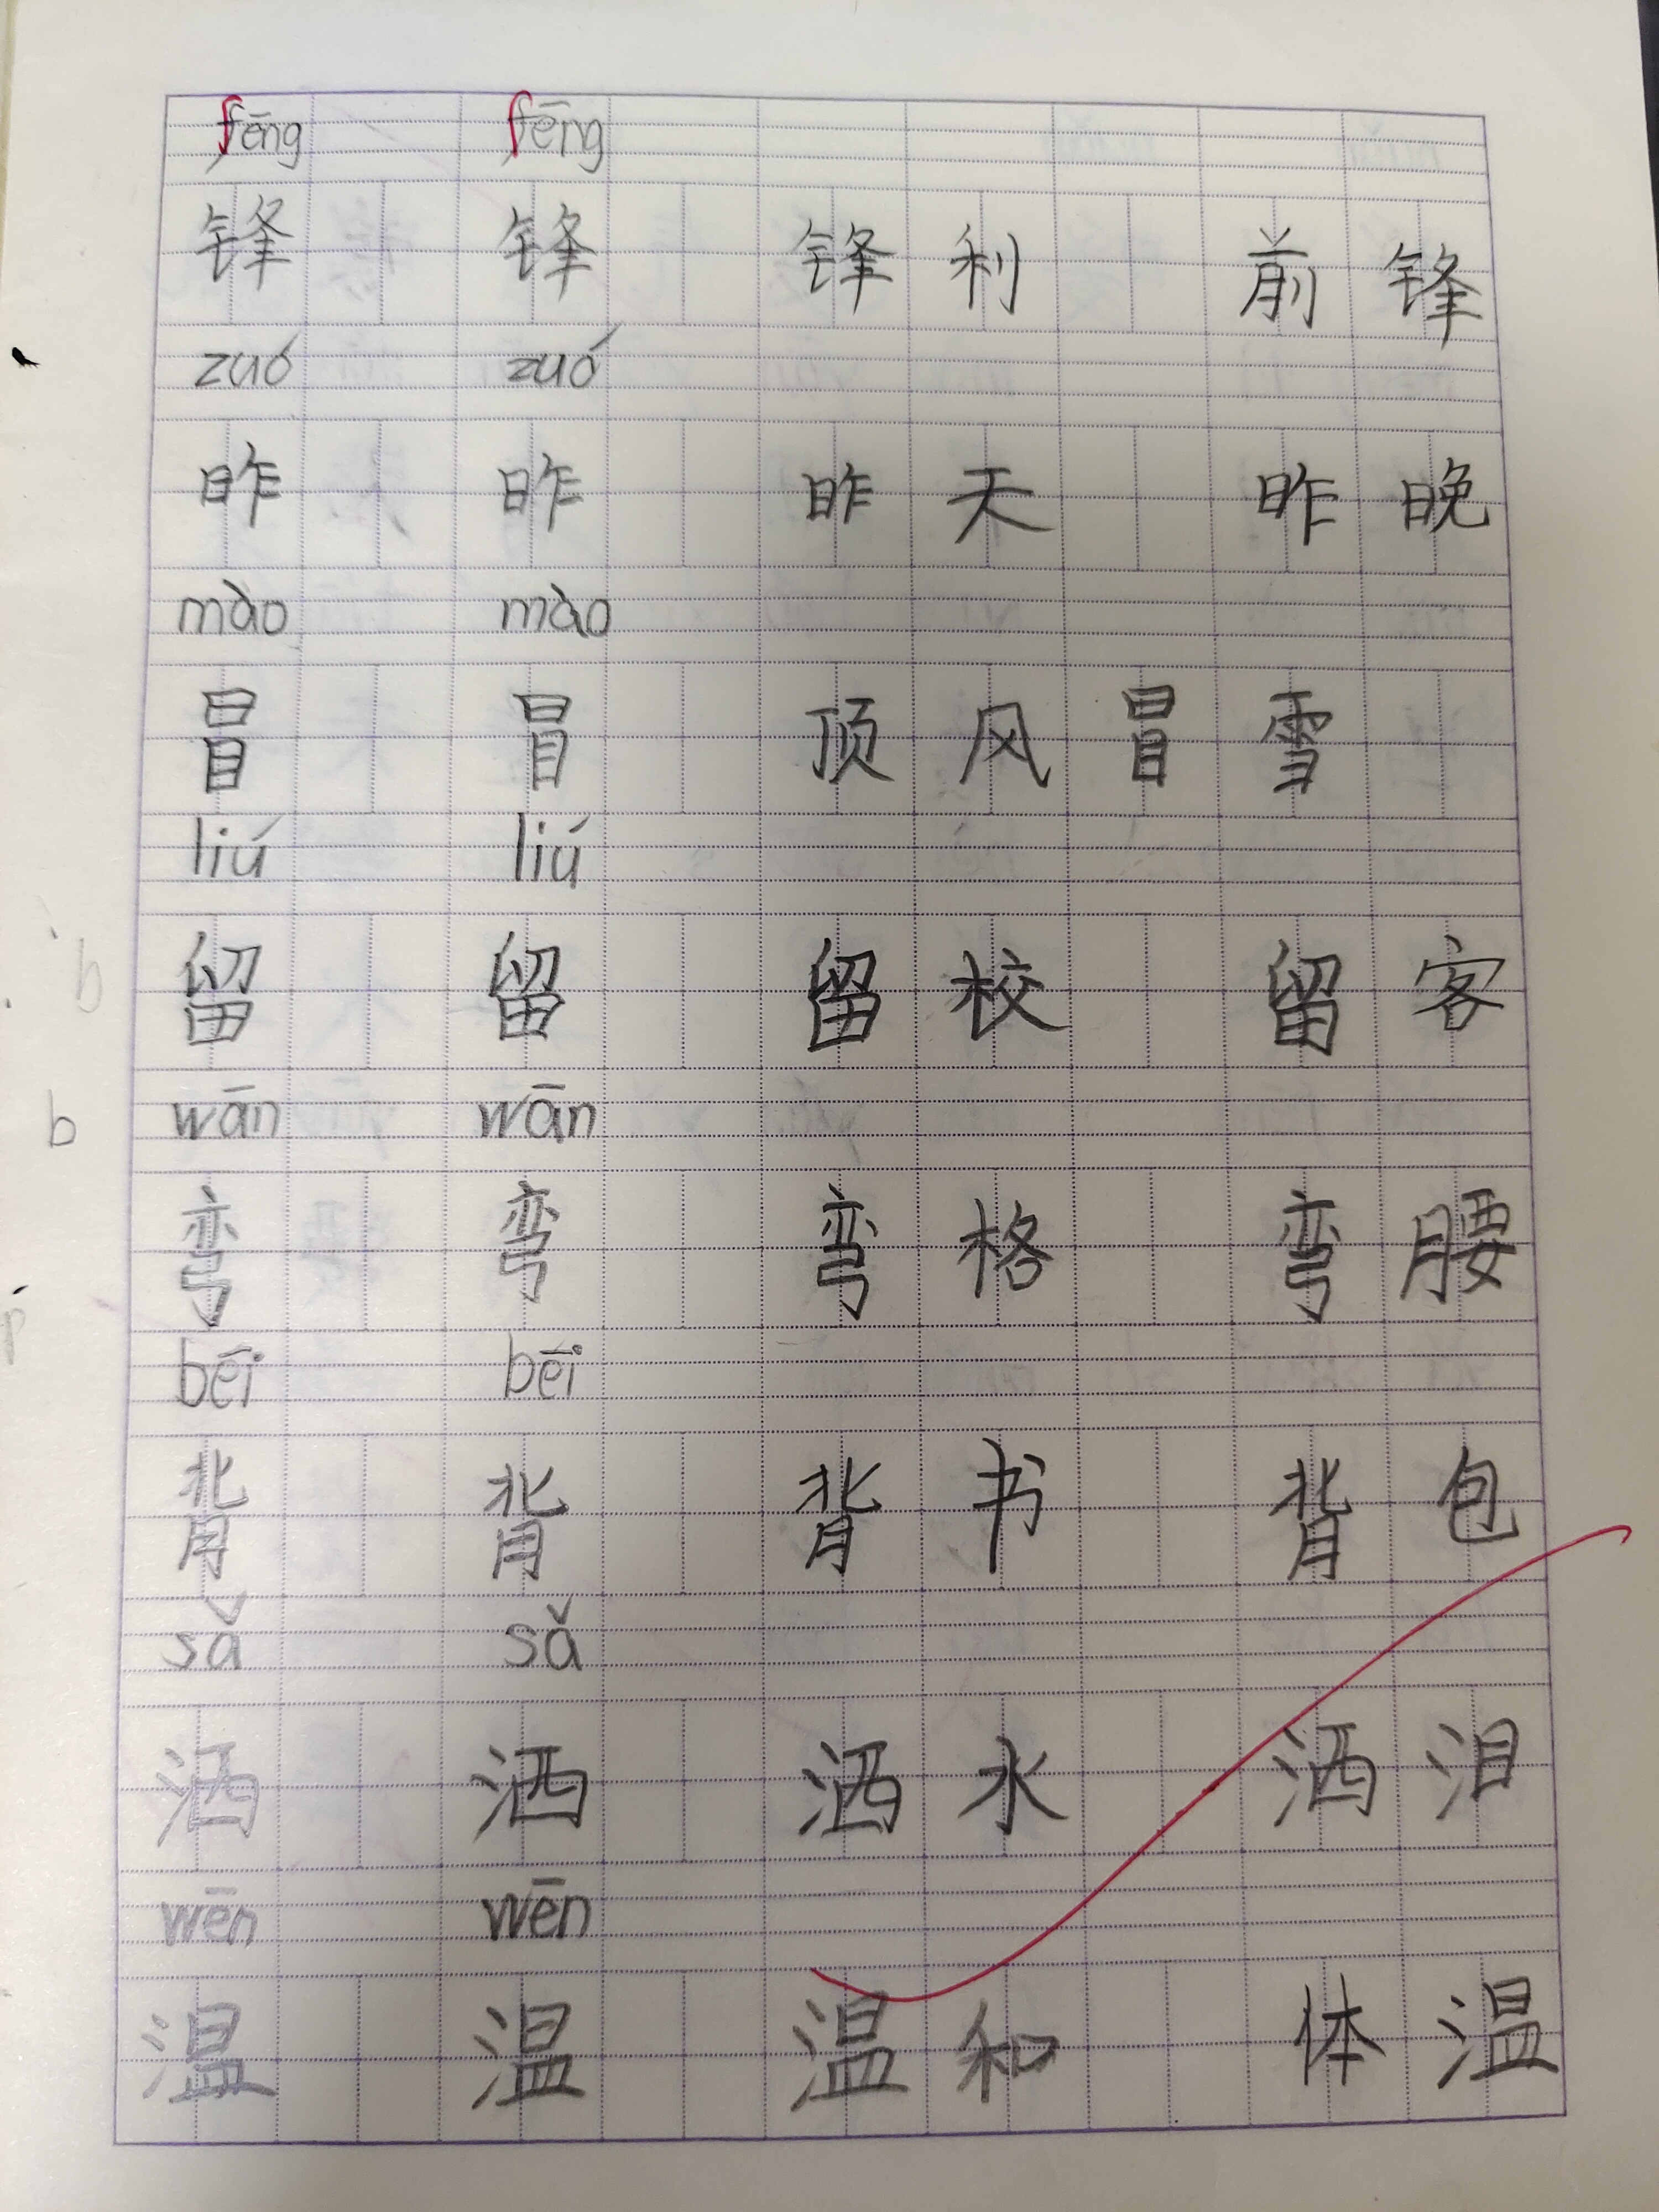 fēng fēng
锋 锋 锋利 前锋
zuó zuó
昨 昨 昨天 昨晚
mào mào
冒 冒 顶风冒雪
liú liú
留 留 留校 留客
wān wān
弯 弯 弯格 弯腰
bēi bēi
背 背 背书 背包
sǎ sǎ
洒 洒 洒水 洒泪
wēn wēn
温 温 温和 体温
b
b
p